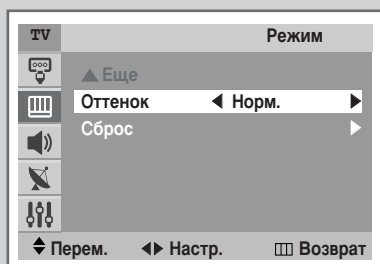 TV Режим
▲ Еще
Оттенок ◀ Норм. ▶
Сброс ▶
Перем. Настр. Возврат